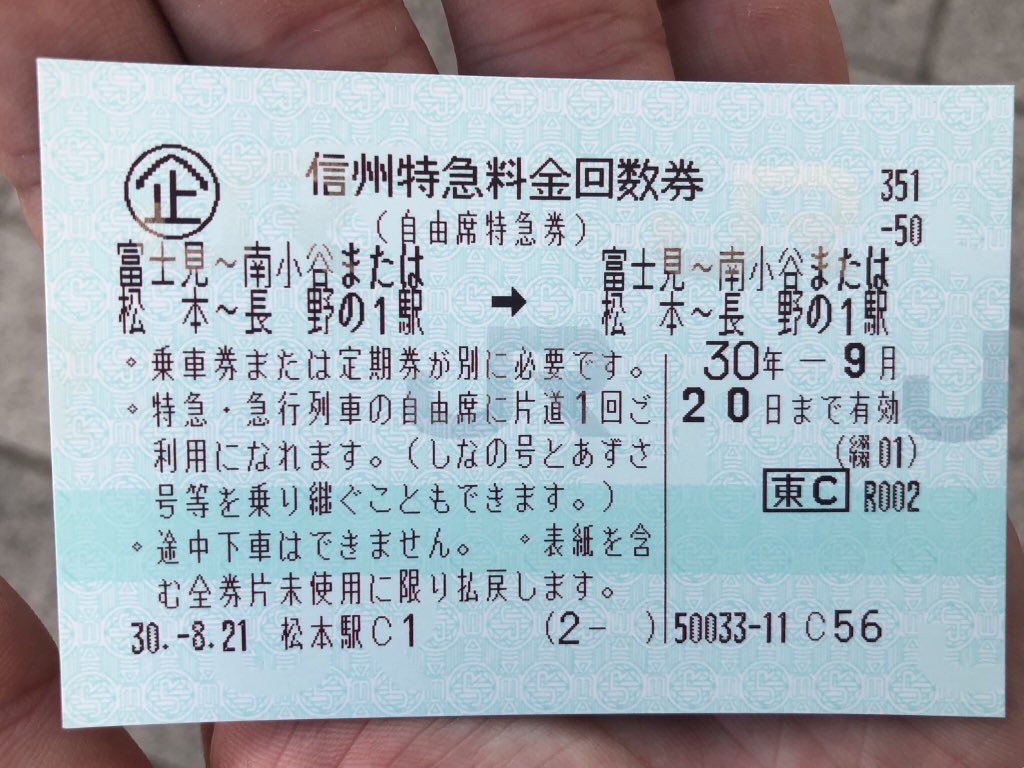 企 信州特急料金回数券 351
(自由席特急券) -50
富士見~南小谷または 富士見~南小谷または
松 本~長 野の1駅 ➡ 松 本~長 野の1駅
。乗車券または定期券が別に必要です。 30年-9月
。特急・急行列車の自由席に片道1回ご 20日まで有効
利用になれます。(しなの号とあずさ (綴01)
号等を乗り継ぐこともできます。) 東C R002
。途中下車はできません。 。表紙を含
む全券片未使用に限り払戻します。
30.-8.21 松本駅C1 (2- ) 50033-11 C56